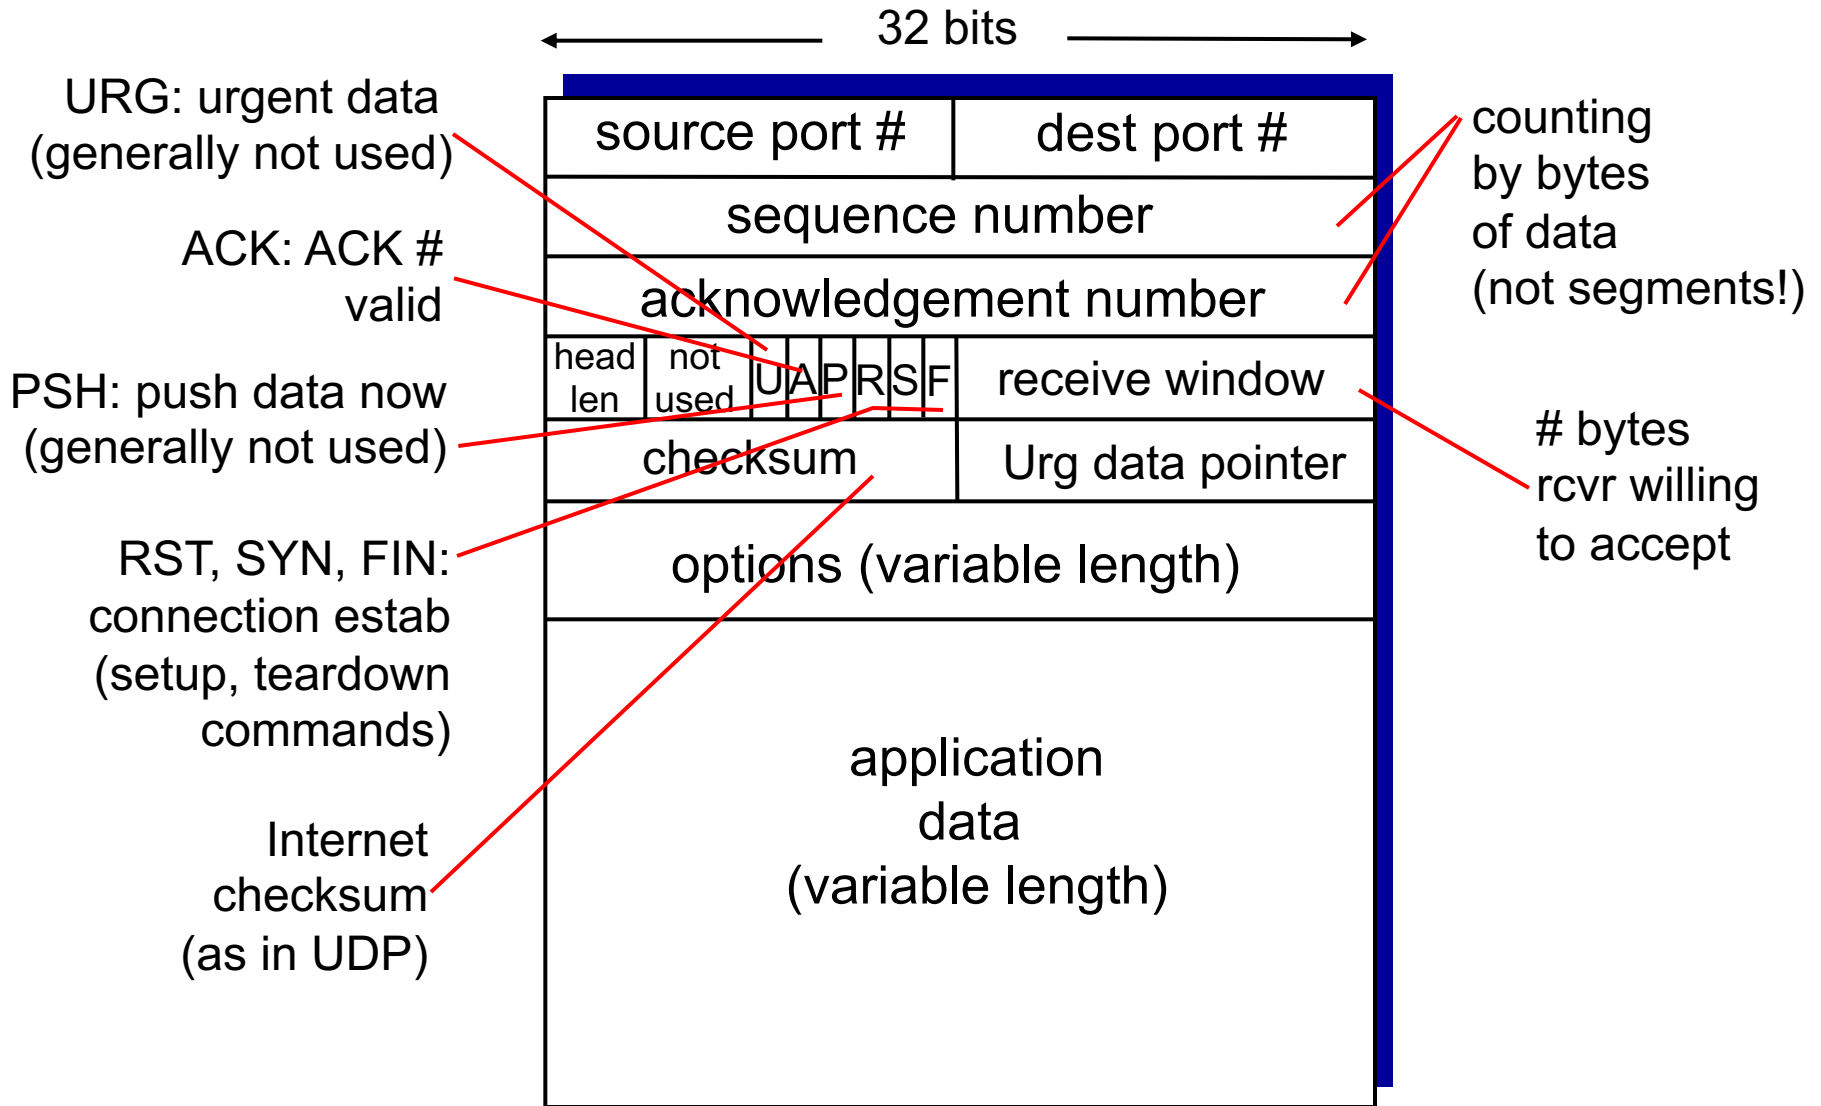 32 bits
URG: urgent data
(generally not used)
ACK: ACK #
valid
PSH: push data now
(generally not used)
RST, SYN, FIN:
connection estab
(setup, teardown
commands)
Internet
checksum
(as in UDP)
source port #
dest port #
sequence number
acknowledgement number
head
len
not
used
U
A
P
R
S
F
receive window
checksum
Urg data pointer
options (variable length)
application
data
(variable length)
counting
by bytes
of data
(not segments!)
# bytes
rcvr willing
to accept